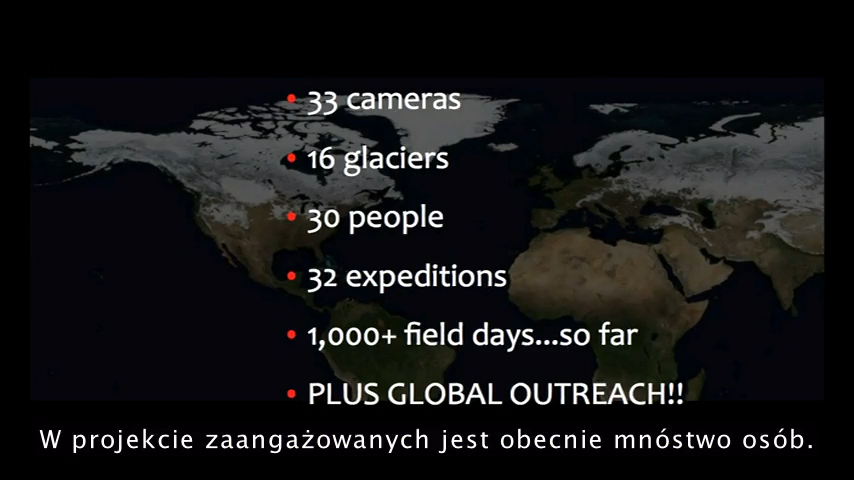 • 33 cameras
• 16 glaciers
• 30 people
• 32 expeditions
• 1,000+ field days...so far
• PLUS GLOBAL OUTREACH!!
W projekcie zaangażowanych jest obecnie mnóstwo osób.